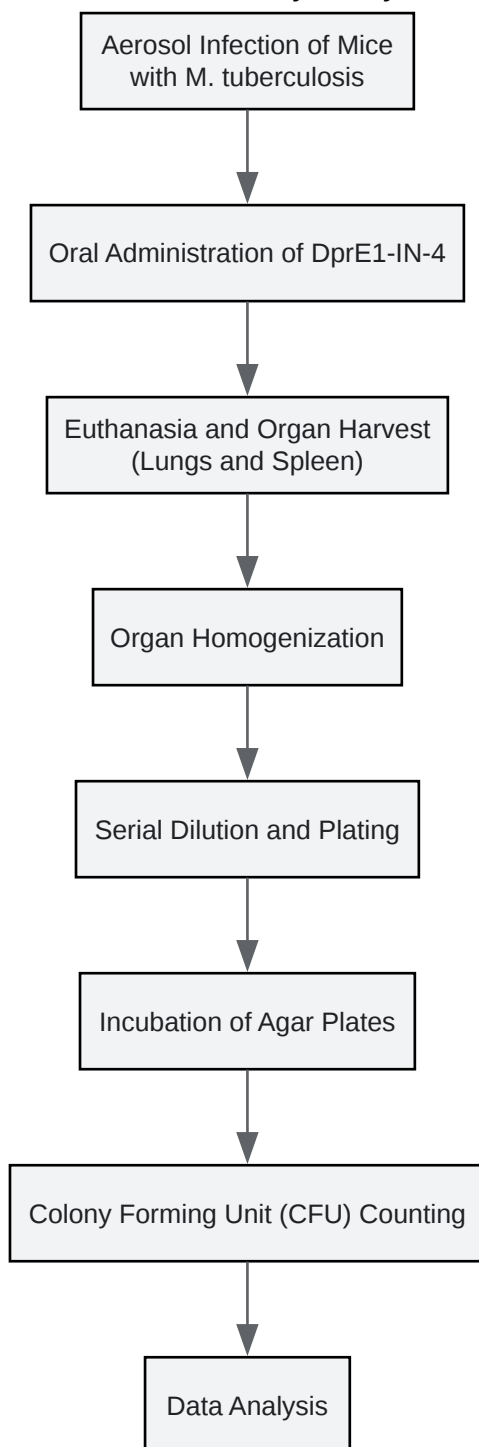 Aerosol Infection of Mice
with M. tuberculosis
Oral Administration of DprE1-IN-4
Euthanasia and Organ Harvest
(Lungs and Spleen)
Organ Homogenization
Serial Dilution and Plating
Incubation of Agar Plates
Colony Forming Unit (CFU) Counting
Data Analysis